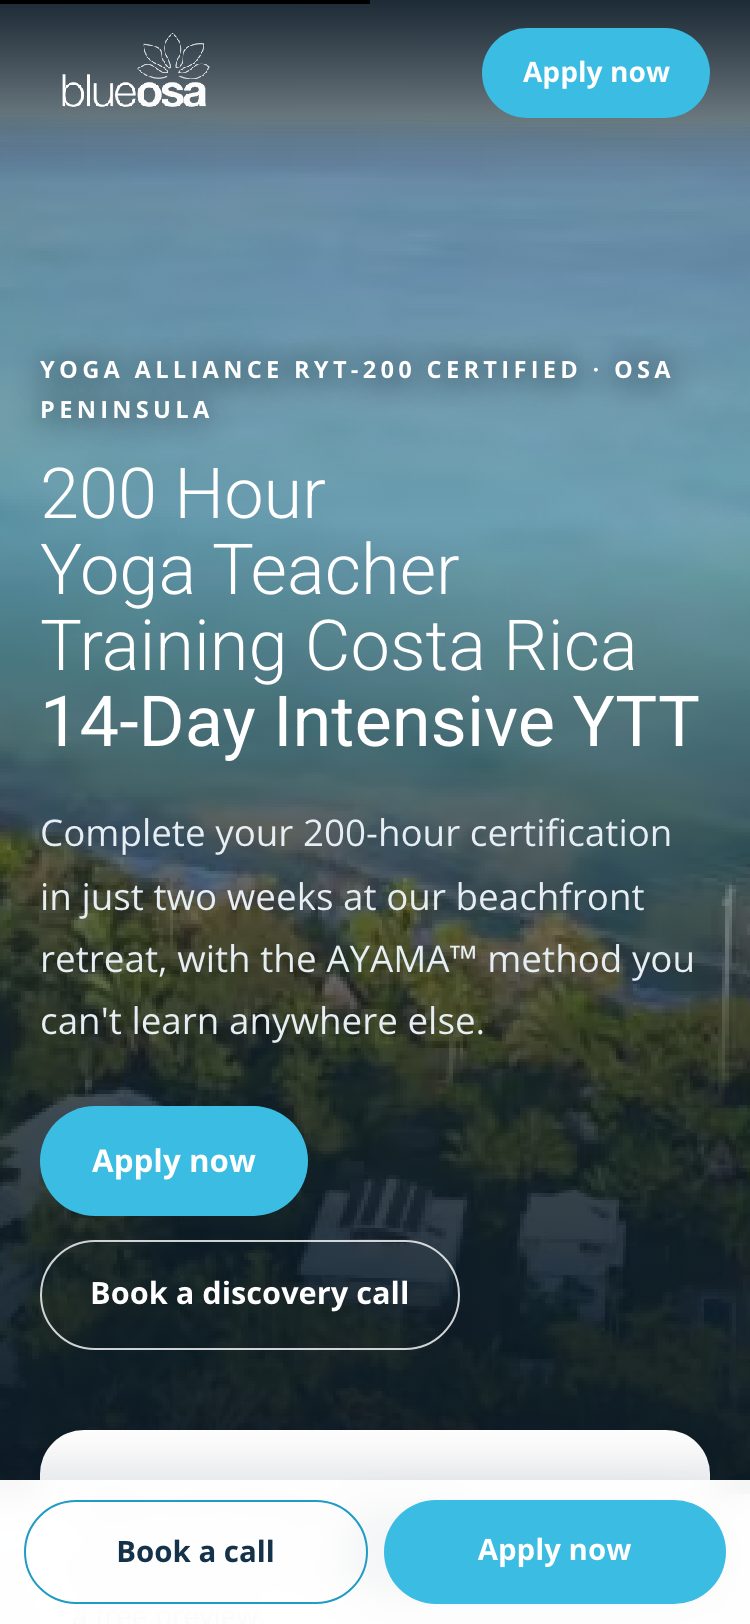 blueosa
Apply now
YOGA ALLIANCE RYT-200 CERTIFIED · OSA
PENINSULA
200 Hour
Yoga Teacher
Training Costa Rica
14-Day Intensive YTT
Complete your 200-hour certification
in just two weeks at our beachfront
retreat, with the AYAMA™ method you
can't learn anywhere else.
Apply now
Book a discovery call
Book a call
Apply now
a free preview